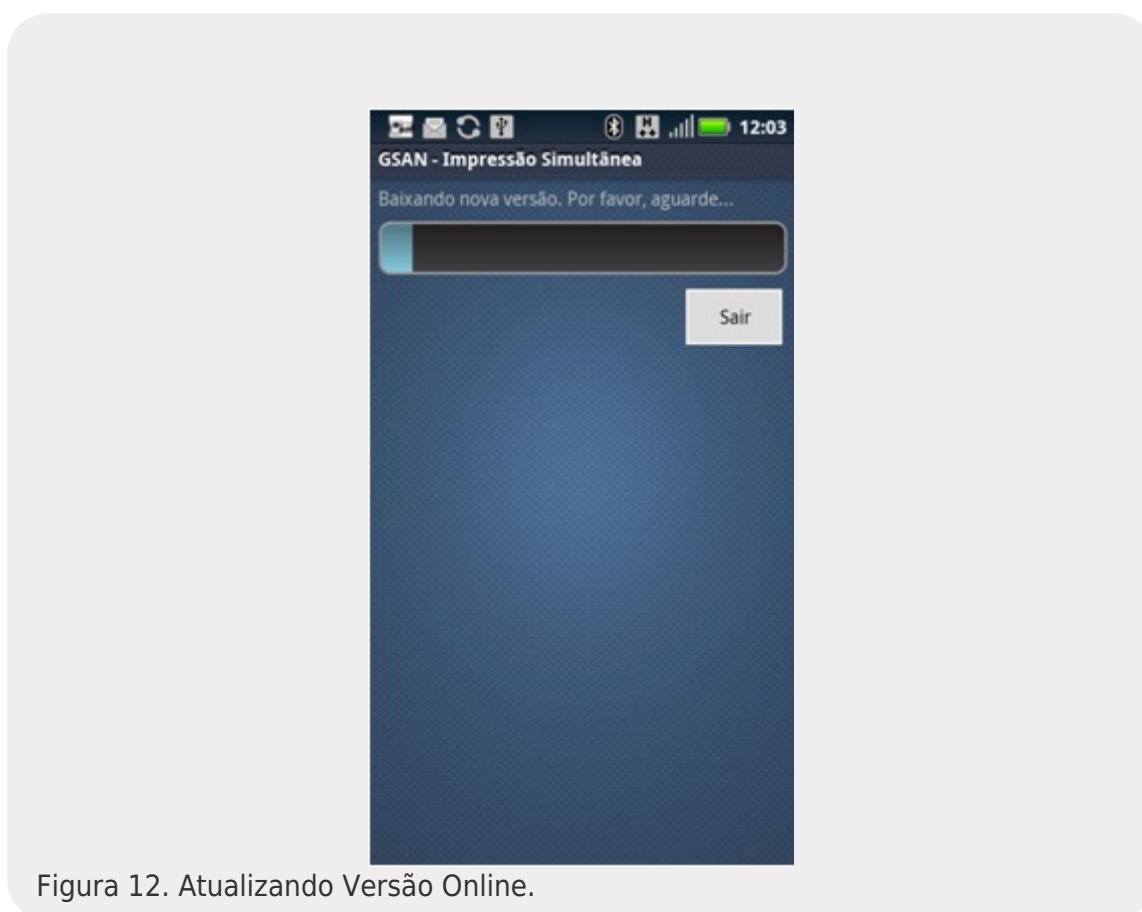 12:03
GSAN - Impressão Simultânea
Baixando nova versão. Por favor, aguarde...
Sair
Figura 12. Atualizando Versão Online.